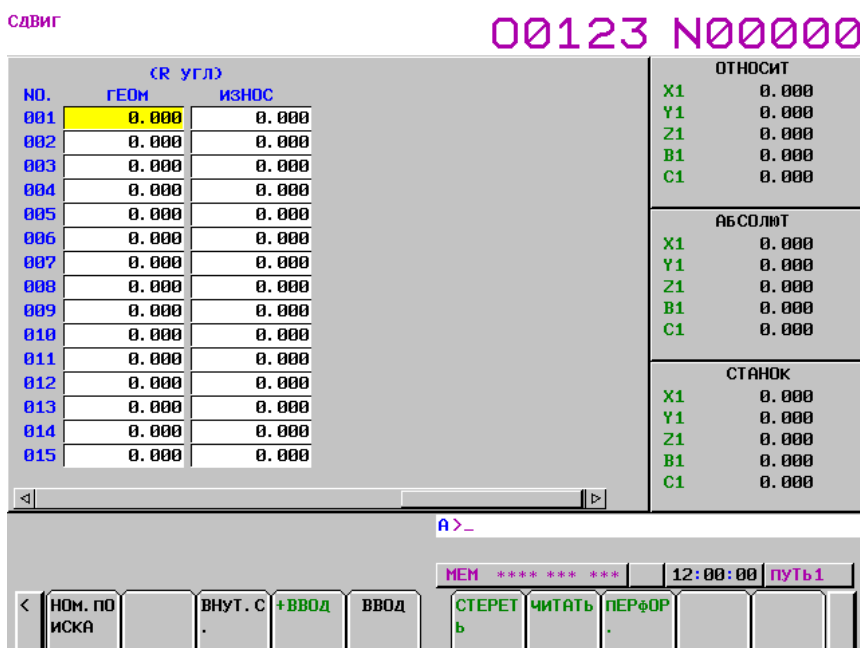 СДВИГ
O0123 N00000
(R УГЛ)
NO. ГЕОМ ИЗНОС
001 0.000 0.000
002 0.000 0.000
003 0.000 0.000
004 0.000 0.000
005 0.000 0.000
006 0.000 0.000
007 0.000 0.000
008 0.000 0.000
009 0.000 0.000
010 0.000 0.000
011 0.000 0.000
012 0.000 0.000
013 0.000 0.000
014 0.000 0.000
015 0.000 0.000
ОТНОСИТ
X1 0.000
Y1 0.000
Z1 0.000
B1 0.000
C1 0.000
АБСОЛЮТ
X1 0.000
Y1 0.000
Z1 0.000
B1 0.000
C1 0.000
СТАНОК
X1 0.000
Y1 0.000
Z1 0.000
B1 0.000
C1 0.000
A>_
MEM **** *** *** 12:00:00 ПУТЬ1
< НОМ.ПО
ИСКА
ВНУТ.С
.
+ВВОД
ВВОД
СТЕРЕТ
Ь
ЧИТАТЬ
ПЕРФОР
.